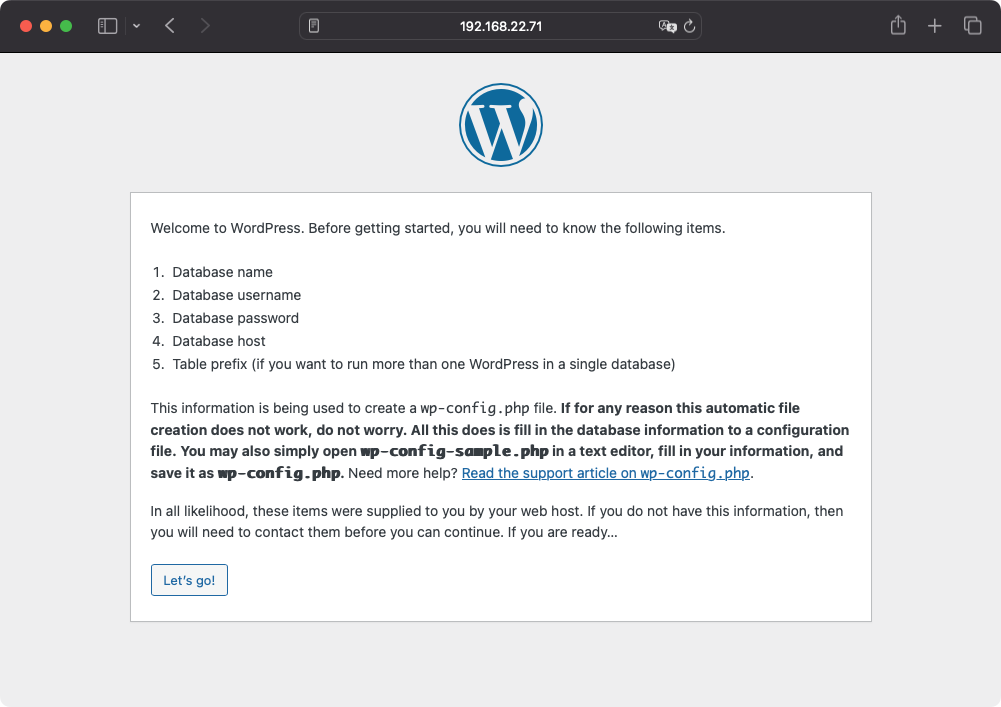 192.168.22.71
Welcome to WordPress. Before getting started, you will need to know the following items.
1. Database name
2. Database username
3. Database password
4. Database host
5. Table prefix (if you want to run more than one WordPress in a single database)
This information is being used to create a wp-config.php file. If for any reason this automatic file
creation does not work, do not worry. All this does is fill in the database information to a configuration
file. You may also simply open wp-config-sample.php in a text editor, fill in your information, and
save it as wp-config.php. Need more help? Read the support article on wp-config.php.
In all likelihood, these items were supplied to you by your web host. If you do not have this information, then
you will need to contact them before you can continue. If you are ready…
Let’s go!